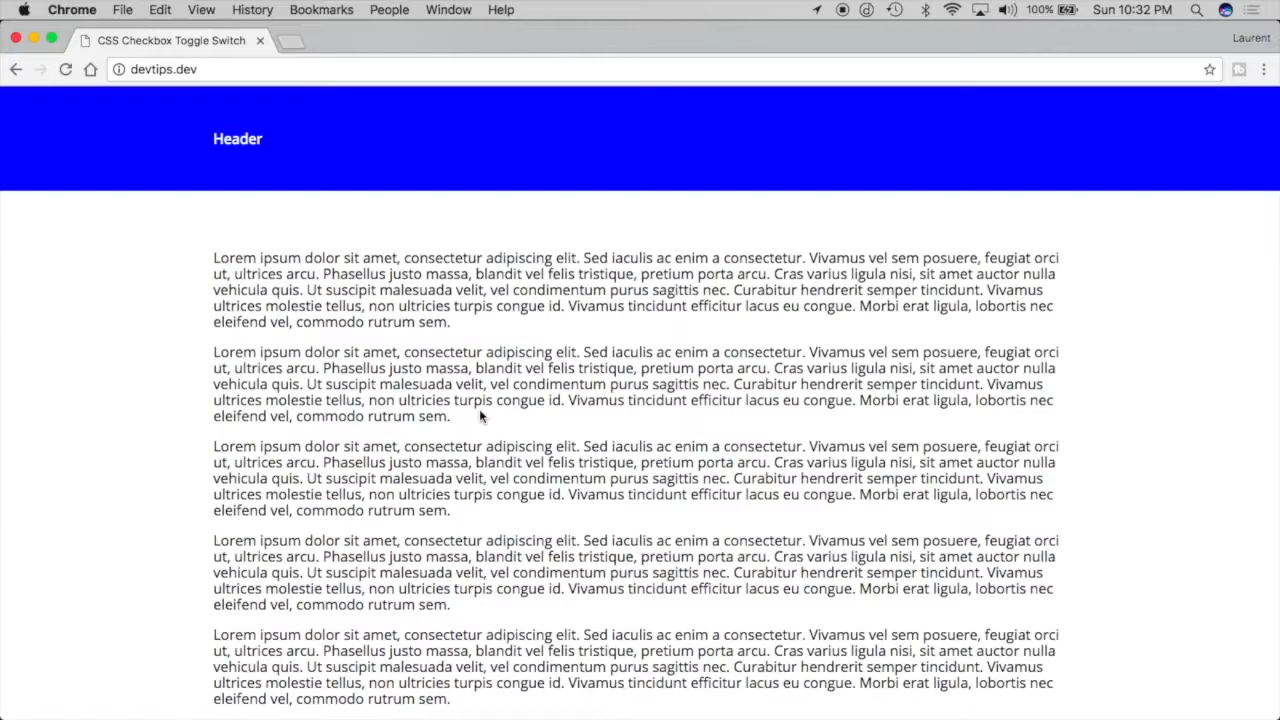 Chrome File Edit View History Bookmarks People Window Help 100% Sun 10:32 PM
CSS Checkbox Toggle Switch Laurent
devtips.dev
Header
Lorem ipsum dolor sit amet, consectetur adipiscing elit. Sed iaculis ac enim a consectetur. Vivamus vel sem posuere, feugiat orci
ut, ultrices arcu. Phasellus justo massa, blandit vel felis tristique, pretium porta arcu. Cras varius ligula nisi, sit amet auctor nulla
vehicula quis. Ut suscipit malesuada velit, vel condimentum purus sagittis nec. Curabitur hendrerit semper tincidunt. Vivamus
ultrices molestie tellus, non ultricies turpis congue id. Vivamus tincidunt efficitur lacus eu congue. Morbi erat ligula, lobortis nec
eleifend vel, commodo rutrum sem.
Lorem ipsum dolor sit amet, consectetur adipiscing elit. Sed iaculis ac enim a consectetur. Vivamus vel sem posuere, feugiat orci
ut, ultrices arcu. Phasellus justo massa, blandit vel felis tristique, pretium porta arcu. Cras varius ligula nisi, sit amet auctor nulla
vehicula quis. Ut suscipit malesuada velit, vel condimentum purus sagittis nec. Curabitur hendrerit semper tincidunt. Vivamus
ultrices molestie tellus, non ultricies turpis congue id. Vivamus tincidunt efficitur lacus eu congue. Morbi erat ligula, lobortis nec
eleifend vel, commodo rutrum sem.
Lorem ipsum dolor sit amet, consectetur adipiscing elit. Sed iaculis ac enim a consectetur. Vivamus vel sem posuere, feugiat orci
ut, ultrices arcu. Phasellus justo massa, blandit vel felis tristique, pretium porta arcu. Cras varius ligula nisi, sit amet auctor nulla
vehicula quis. Ut suscipit malesuada velit, vel condimentum purus sagittis nec. Curabitur hendrerit semper tincidunt. Vivamus
ultrices molestie tellus, non ultricies turpis congue id. Vivamus tincidunt efficitur lacus eu congue. Morbi erat ligula, lobortis nec
eleifend vel, commodo rutrum sem.
Lorem ipsum dolor sit amet, consectetur adipiscing elit. Sed iaculis ac enim a consectetur. Vivamus vel sem posuere, feugiat orci
ut, ultrices arcu. Phasellus justo massa, blandit vel felis tristique, pretium porta arcu. Cras varius ligula nisi, sit amet auctor nulla
vehicula quis. Ut suscipit malesuada velit, vel condimentum purus sagittis nec. Curabitur hendrerit semper tincidunt. Vivamus
ultrices molestie tellus, non ultricies turpis congue id. Vivamus tincidunt efficitur lacus eu congue. Morbi erat ligula, lobortis nec
eleifend vel, commodo rutrum sem.
Lorem ipsum dolor sit amet, consectetur adipiscing elit. Sed iaculis ac enim a consectetur. Vivamus vel sem posuere, feugiat orci
ut, ultrices arcu. Phasellus justo massa, blandit vel felis tristique, pretium porta arcu. Cras varius ligula nisi, sit amet auctor nulla
vehicula quis. Ut suscipit malesuada velit, vel condimentum purus sagittis nec. Curabitur hendrerit semper tincidunt. Vivamus
ultrices molestie tellus, non ultricies turpis congue id. Vivamus tincidunt efficitur lacus eu congue. Morbi erat ligula, lobortis nec
eleifend vel, commodo rutrum sem.